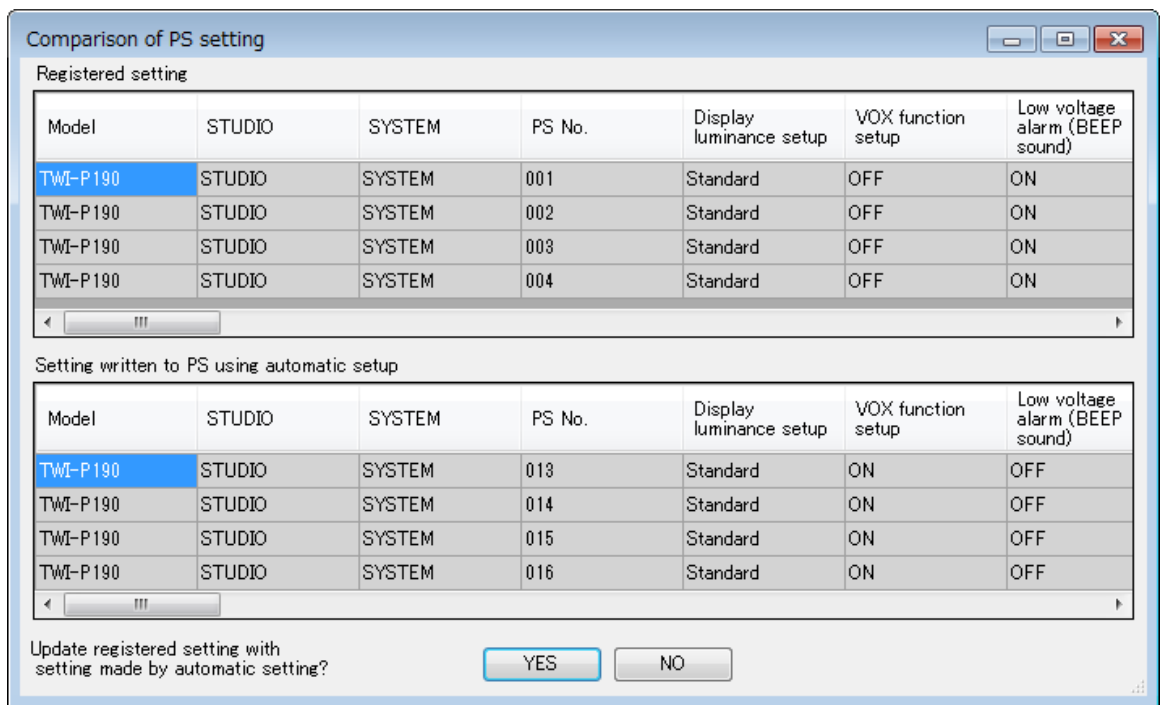 Comparison of PS setting
Registered setting
Model STUDIO SYSTEM PS No. Display luminance setup VOX function setup Low voltage alarm (BEEP sound)
TWI-P190 STUDIO SYSTEM 001 Standard OFF ON
TWI-P190 STUDIO SYSTEM 002 Standard OFF ON
TWI-P190 STUDIO SYSTEM 003 Standard OFF ON
TWI-P190 STUDIO SYSTEM 004 Standard OFF ON
Setting written to PS using automatic setup
Model STUDIO SYSTEM PS No. Display luminance setup VOX function setup Low voltage alarm (BEEP sound)
TWI-P190 STUDIO SYSTEM 013 Standard ON OFF
TWI-P190 STUDIO SYSTEM 014 Standard ON OFF
TWI-P190 STUDIO SYSTEM 015 Standard ON OFF
TWI-P190 STUDIO SYSTEM 016 Standard ON OFF
Update registered setting with
setting made by automatic setting?
YES NO